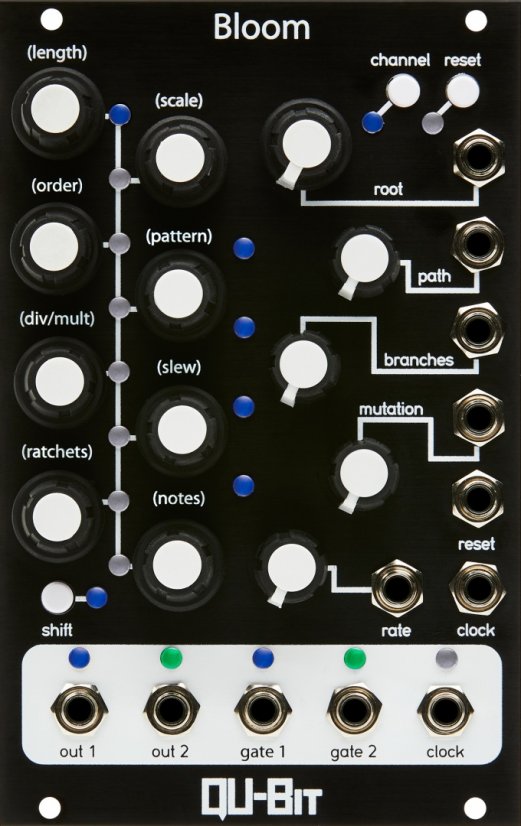 Bloom
(length)
channel
reset
(scale)
(order)
root
(pattern)
path
(div/mult)
branches
(slew)
mutation
(ratchets)
(notes)
reset
shift
rate
clock
out 1
out 2
gate 1
gate 2
clock
QU-BIT